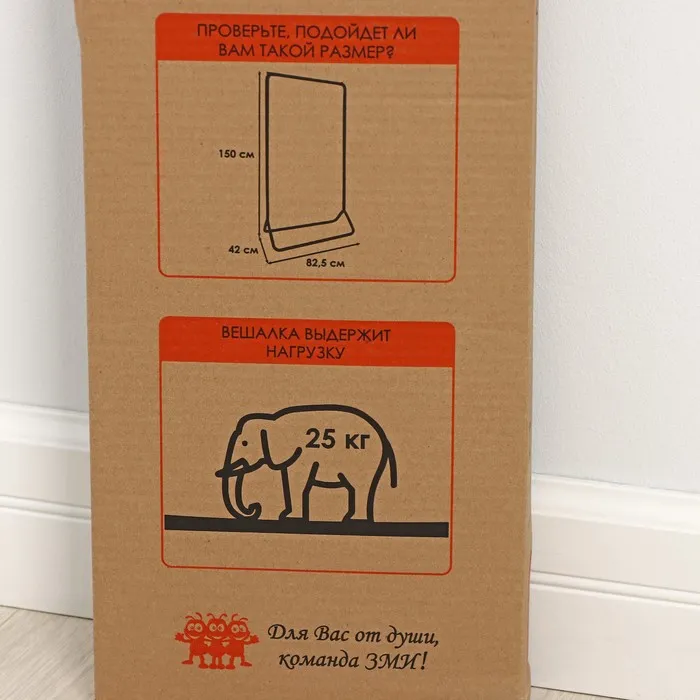 ПРОВЕРЬТЕ, ПОДОЙДЕТ ЛИ
ВАМ ТАКОЙ РАЗМЕР?
150 см
42 см
82,5 см
ВЕШАЛКА ВЫДЕРЖИТ
НАГРУЗКУ
25 кг
Для Вас от души,
команда ЗМИ!